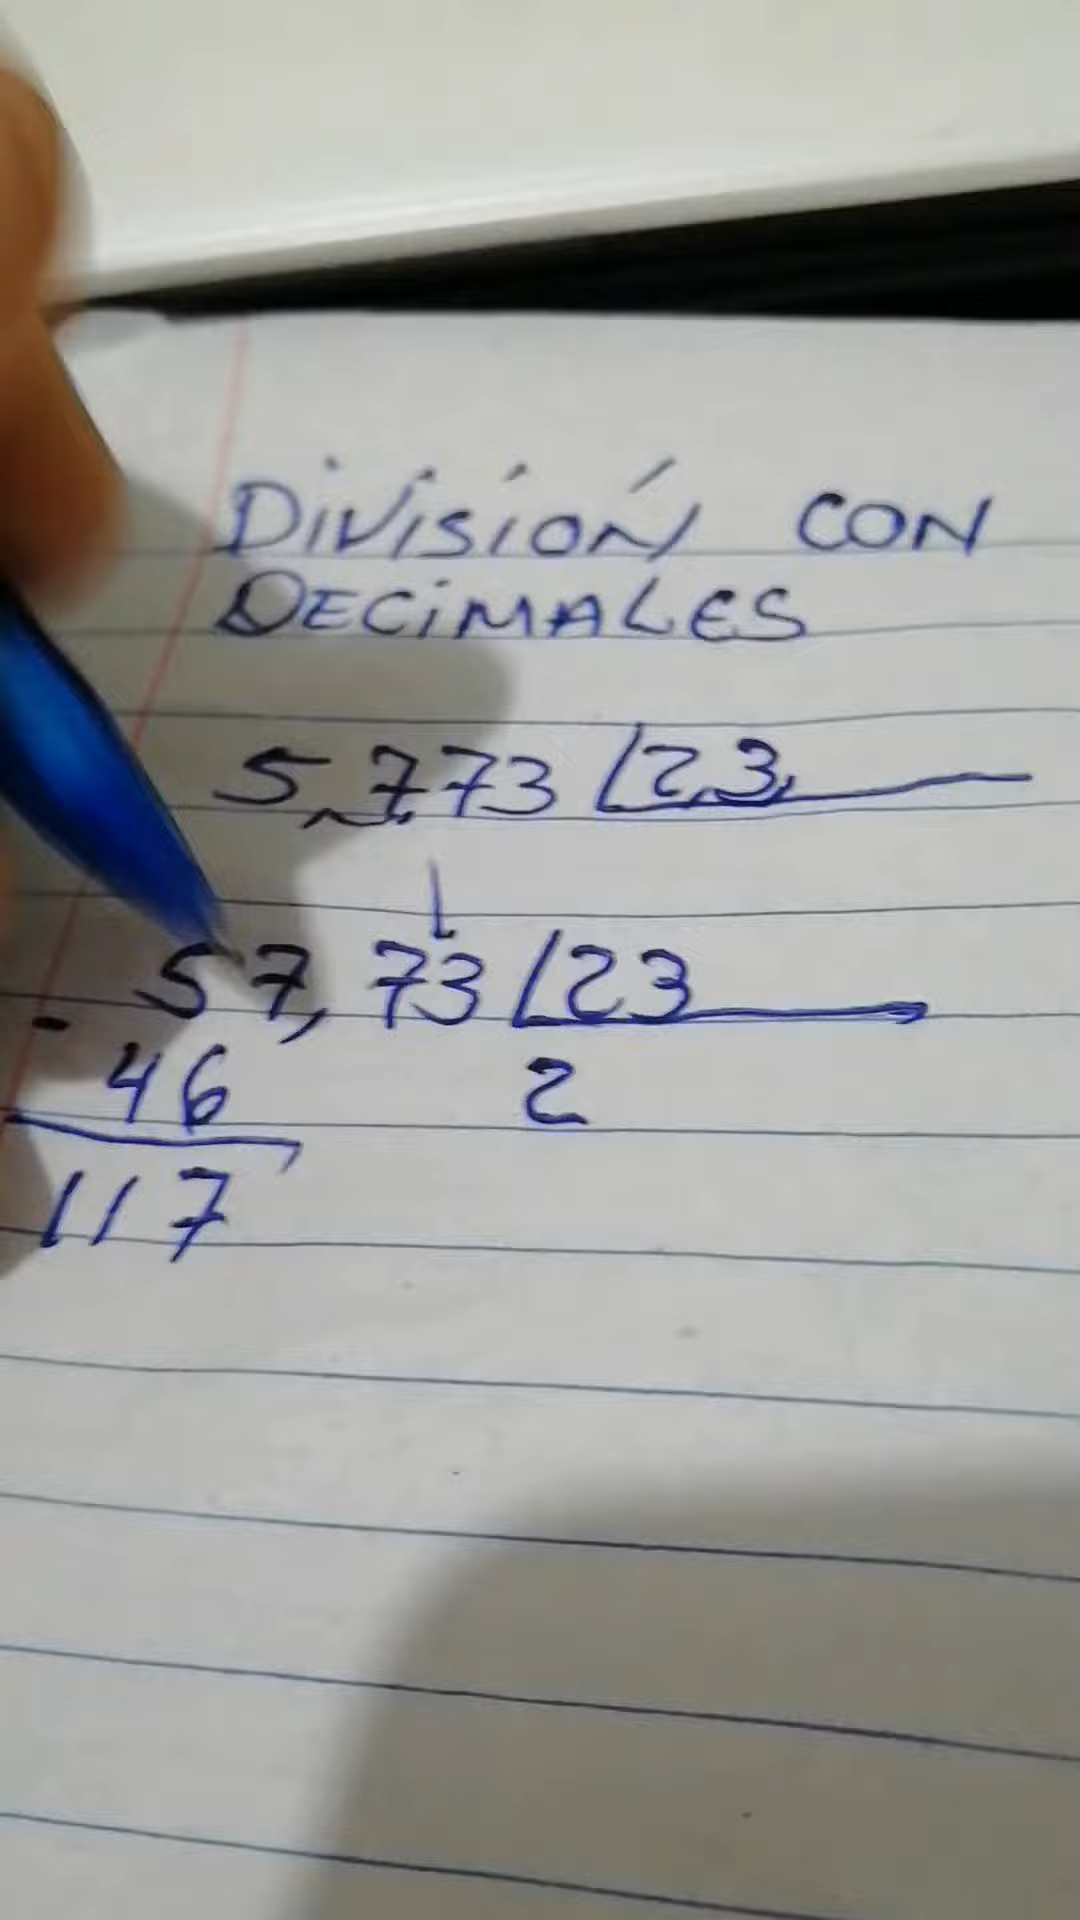 DIVISIÓN CON
DECIMALES
5,773 ∟2,3,
57,73 ∟23
- 46 2
117